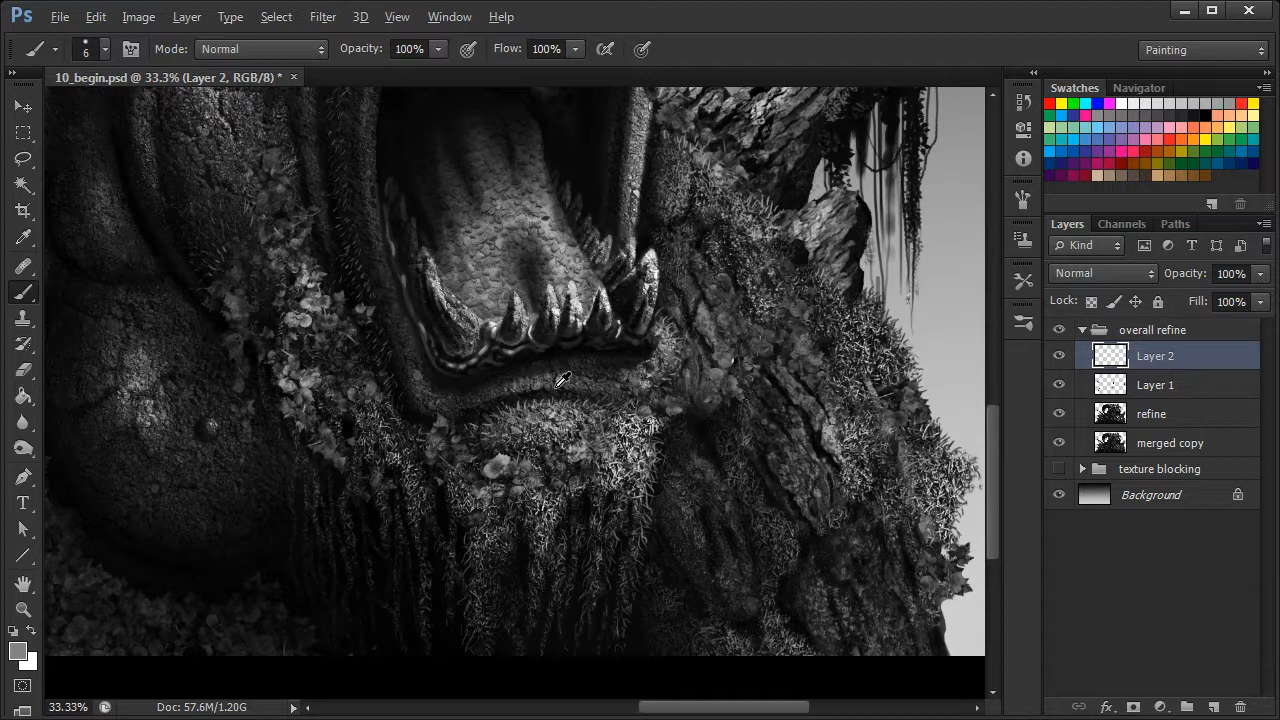 Ps File Edit Image Layer Type Select Filter 3D View Window Help
6 Mode: Normal Opacity: 100% Flow: 100% Painting
10_begin.psd @ 33.3% (Layer 2, RGB/8) *
Swatches Navigator
Layers Channels Paths
Kind
Normal Opacity: 100%
Lock: Fill: 100%
overall refine
Layer 2
Layer 1
refine
merged copy
texture blocking
Background
33.33% Doc: 57.6M/1.20G